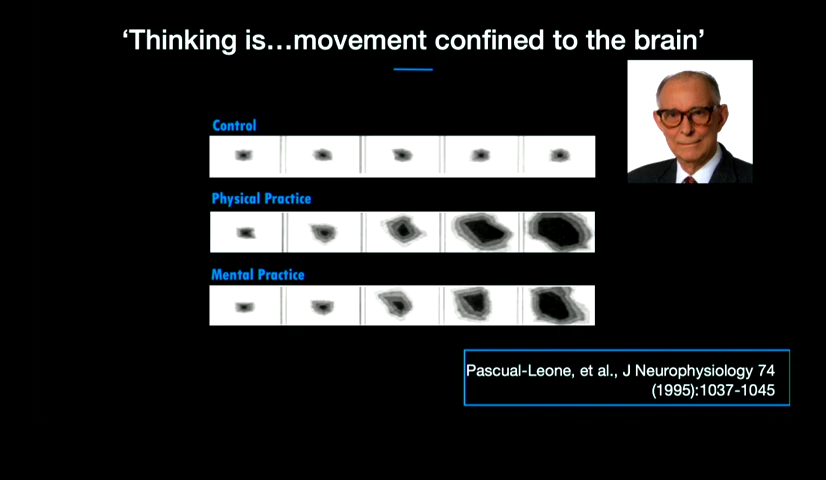 ‘Thinking is...movement confined to the brain’
Control
Physical Practice
Mental Practice
Pascual-Leone, et al., J Neurophysiology 74
(1995):1037-1045